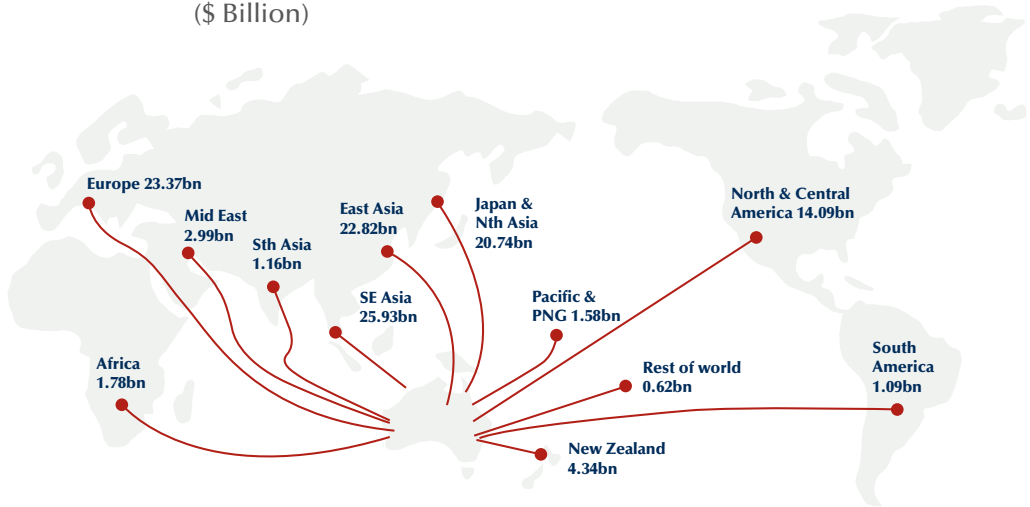 ($ Billion)
Europe 23.37bn
Mid East
2.99bn
Sth Asia
1.16bn
East Asia
22.82bn
Japan &
Nth Asia
20.74bn
North & Central
America 14.09bn
SE Asia
25.93bn
Pacific &
PNG 1.58bn
Africa
1.78bn
Rest of world
0.62bn
South
America
1.09bn
New Zealand
4.34bn